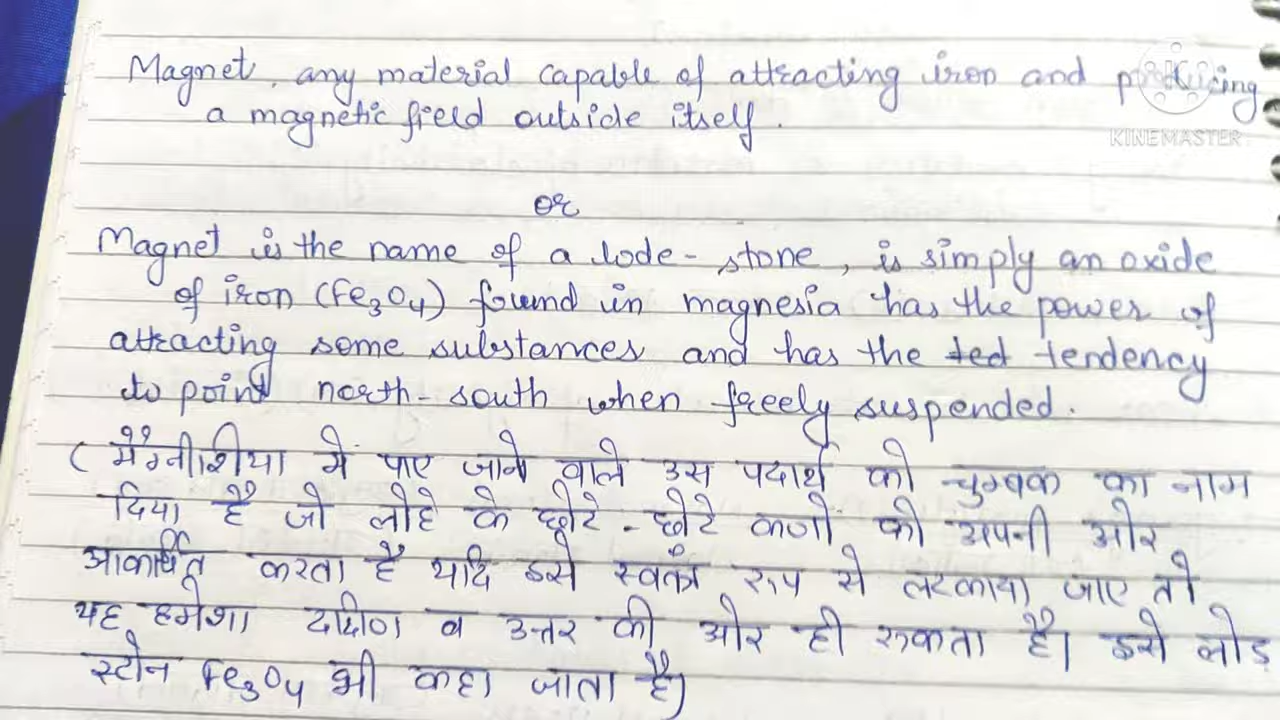 Magnet, any material capable of attracting iron and producing
KINEMASTER
a magnetic field outside itself.
or
Magnet is the name of a lode-stone, is simply an oxide
of iron (Fe3O4) found in magnesia has the power of
attracting some substances and has the ted tendency
to point north-south when freely suspended.
( मैग्नीशिया में पाए जाने वाले उस पदार्थ को चुम्बक का नाम
दिया है जो लोहे के छोटे-छोटे कणों को अपनी ओर
आकर्षित करता है यदि इसे स्वतंत्र रूप से लटकाया जाए तो
यह हमेशा दक्षिण व उत्तर की ओर ही रुकता है। इसे लोड
स्टोन Fe3O4 भी कहा जाता है)